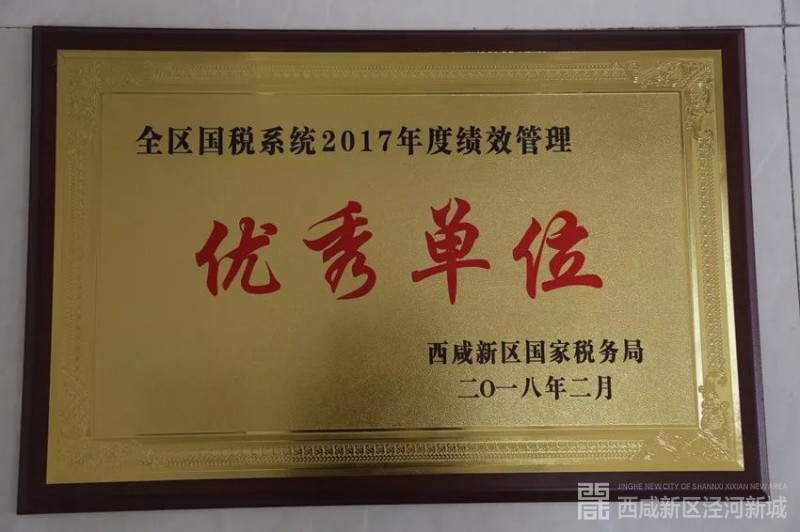 全区国税系统2017年度绩效管理
优秀单位
西咸新区国家税务局
二〇一八年二月
JINGHE NEW CITY OF SHANNXI XIXIAN NEW AREA
西咸新区泾河新城